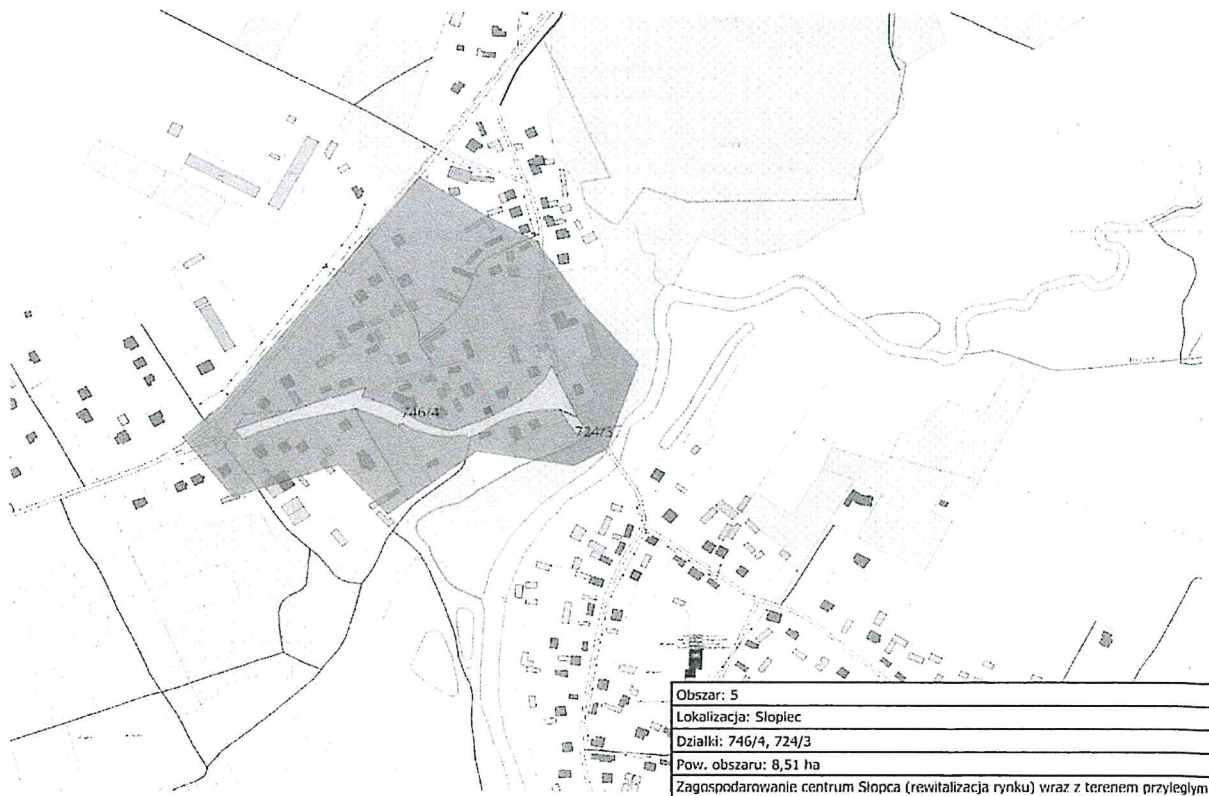 746/4
724/3
Obszar: 5
Lokalizacja: Slopiec
Działki: 746/4, 724/3
Pow. obszaru: 8,51 ha
Zagospodarowanie centrum Słopca (rewitalizacja rynku) wraz z terenem przyległym